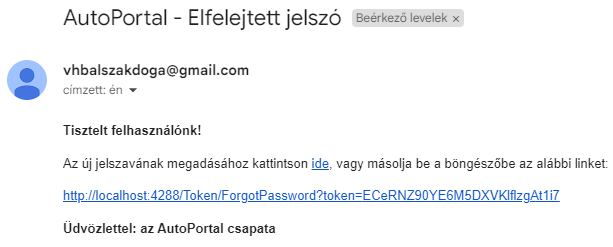 AutoPortal - Elfelejtett jelszó Beérkező levelek ×
vhbalszakdoga@gmail.com
címzett: én
Tisztelt felhasználónk!
Az új jelszavának megadásához kattintson ide, vagy másolja be a böngészőbe az alábbi linket:
http://localhost:4288/Token/ForgotPassword?token=ECeRNZ90YE6M5DXVKlflzgAt1i7
Üdvözlettel: az AutoPortal csapata